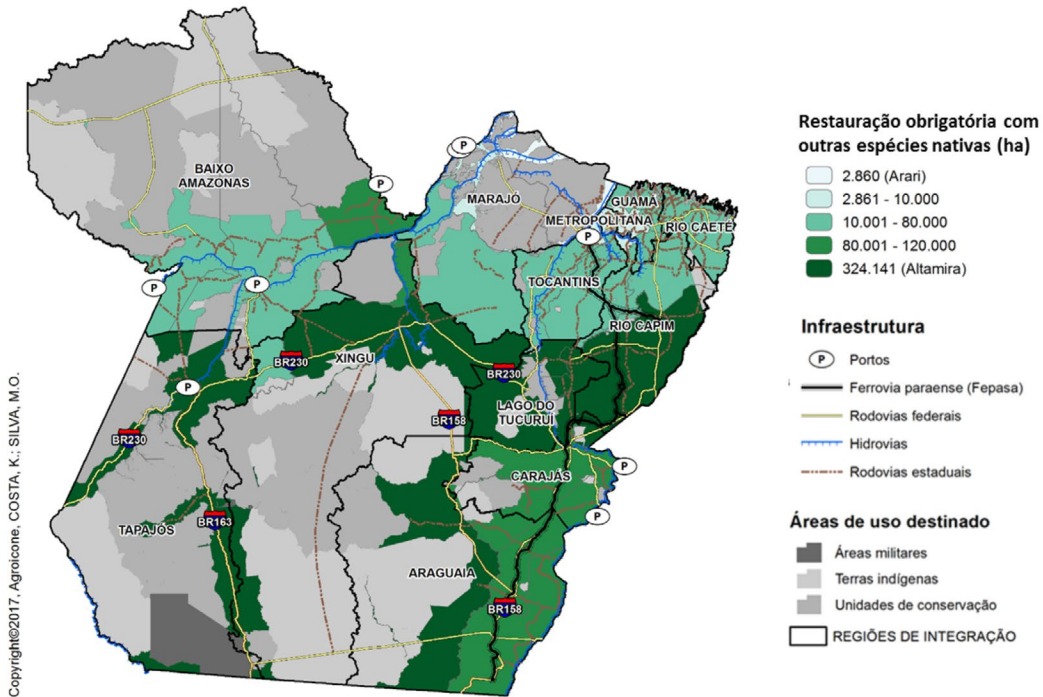 Copyright©2017, Agroicone, COSTA, K.; SILVA, M.O.
BAIXO
AMAZONAS
P
P
P
MARAJÓ
GUAMÁ
METROPOLITANA
RIO CAETÉ
P
P
P
TOCANTINS
RIO CAPIM
BR230
XINGU
BR230
P
LAGO DO
TUCURUÍ
BR158
BR230
P
CARAJÁS
P
BR163
TAPAJÓS
ARAGUAIA
BR158
Restauração obrigatória com
outras espécies nativas (ha)
2.860 (Arari)
2.861 - 10.000
10.001 - 80.000
80.001 - 120.000
324.141 (Altamira)
Infraestrutura
P Portos
Ferrovia paraense (Fepasa)
Rodovias federais
Hidrovias
Rodovias estaduais
Áreas de uso destinado
Áreas militares
Terras indígenas
Unidades de conservação
REGIÕES DE INTEGRAÇÃO